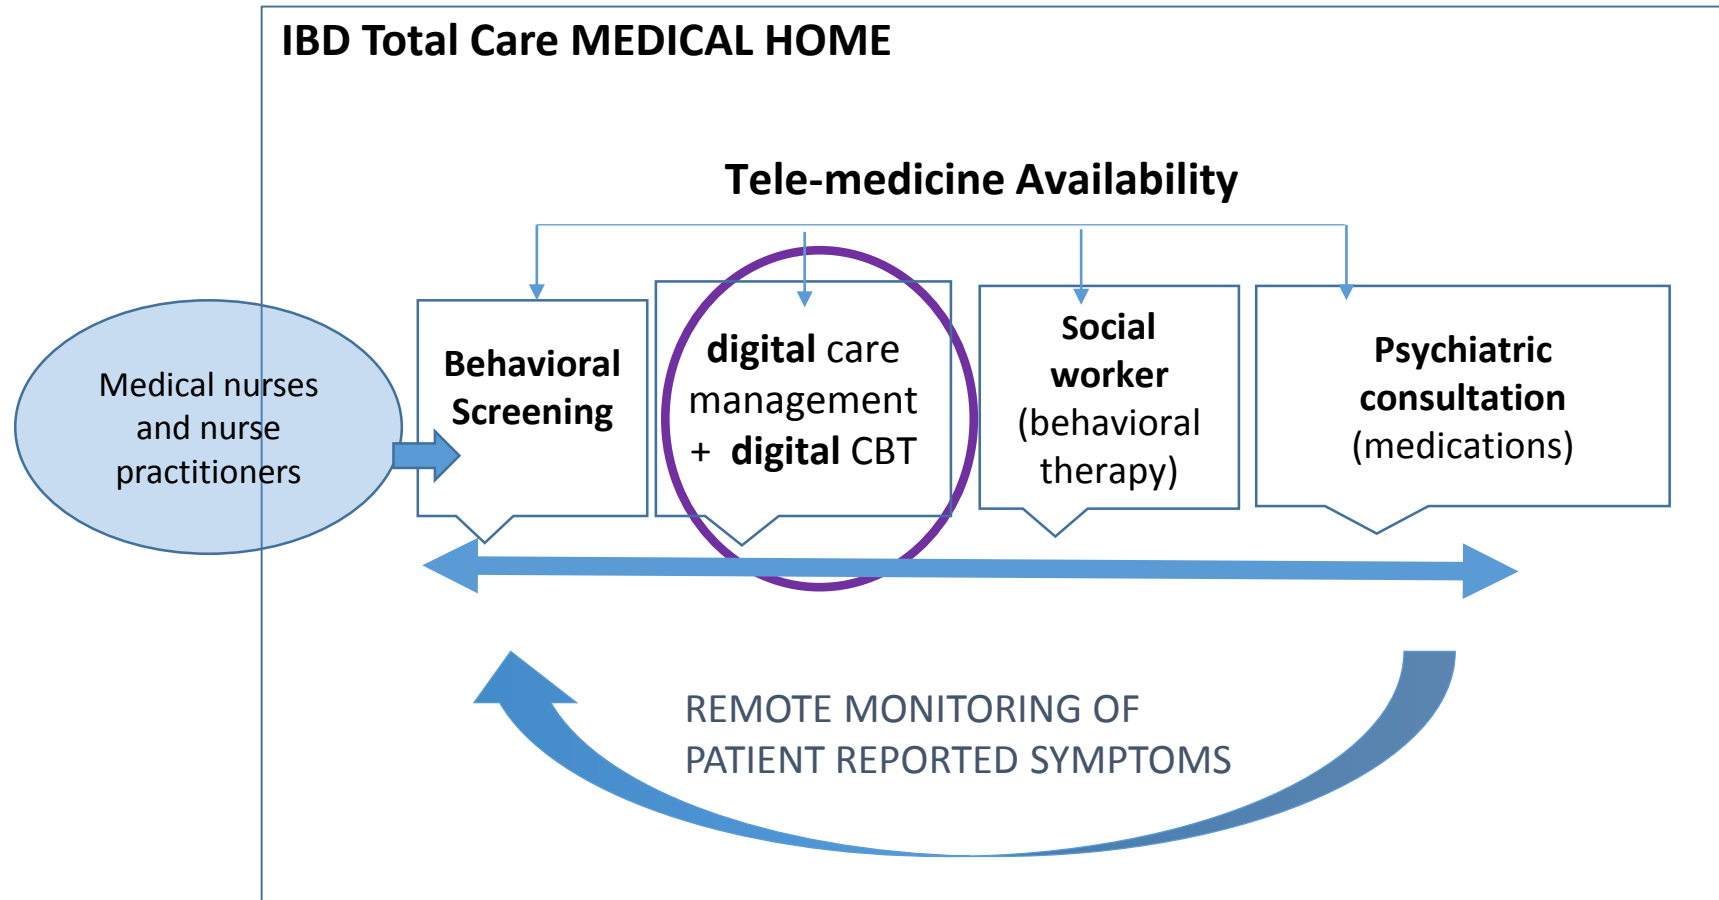 IBD Total Care MEDICAL HOME
Tele-medicine Availability
Medical nurses
and nurse
practitioners
Behavioral
Screening
digital care
management
+ digital CBT
Social
worker
(behavioral
therapy)
Psychiatric
consultation
(medications)
REMOTE MONITORING OF
PATIENT REPORTED SYMPTOMS